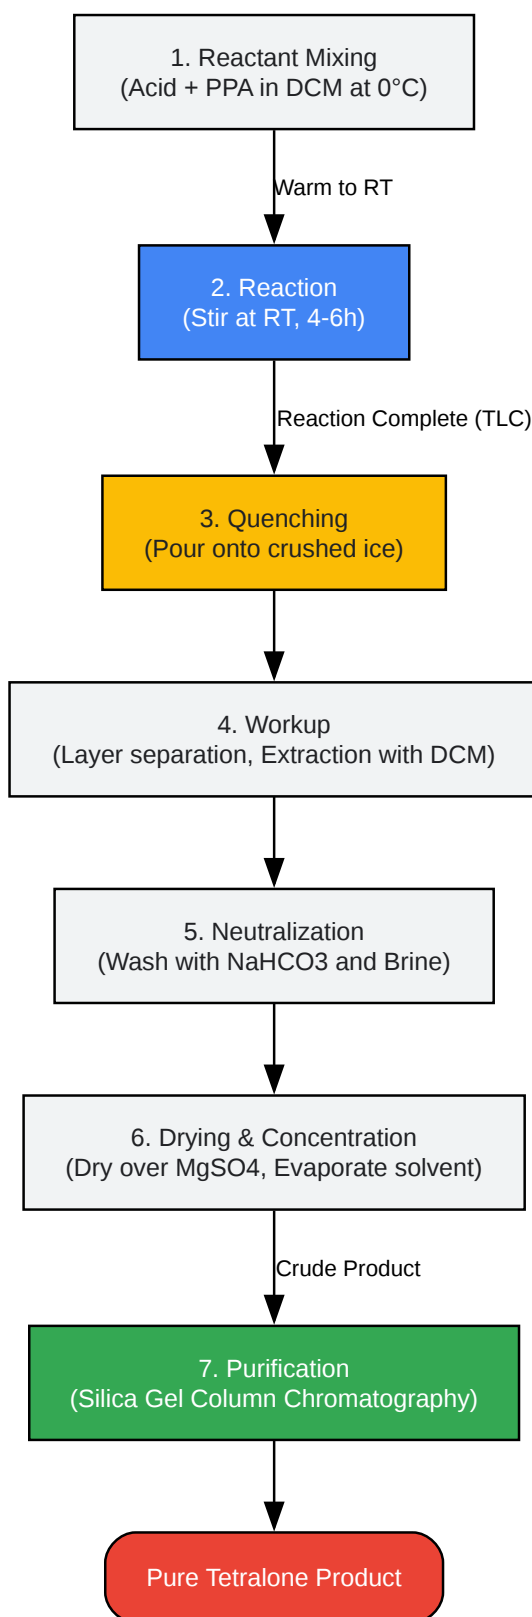 1. Reactant Mixing
(Acid + PPA in DCM at 0°C)
Warm to RT
2. Reaction
(Stir at RT, 4-6h)
Reaction Complete (TLC)
3. Quenching
(Pour onto crushed ice)
4. Workup
(Layer separation, Extraction with DCM)
5. Neutralization
(Wash with NaHCO3 and Brine)
6. Drying & Concentration
(Dry over MgSO4, Evaporate solvent)
Crude Product
7. Purification
(Silica Gel Column Chromatography)
Pure Tetralone Product